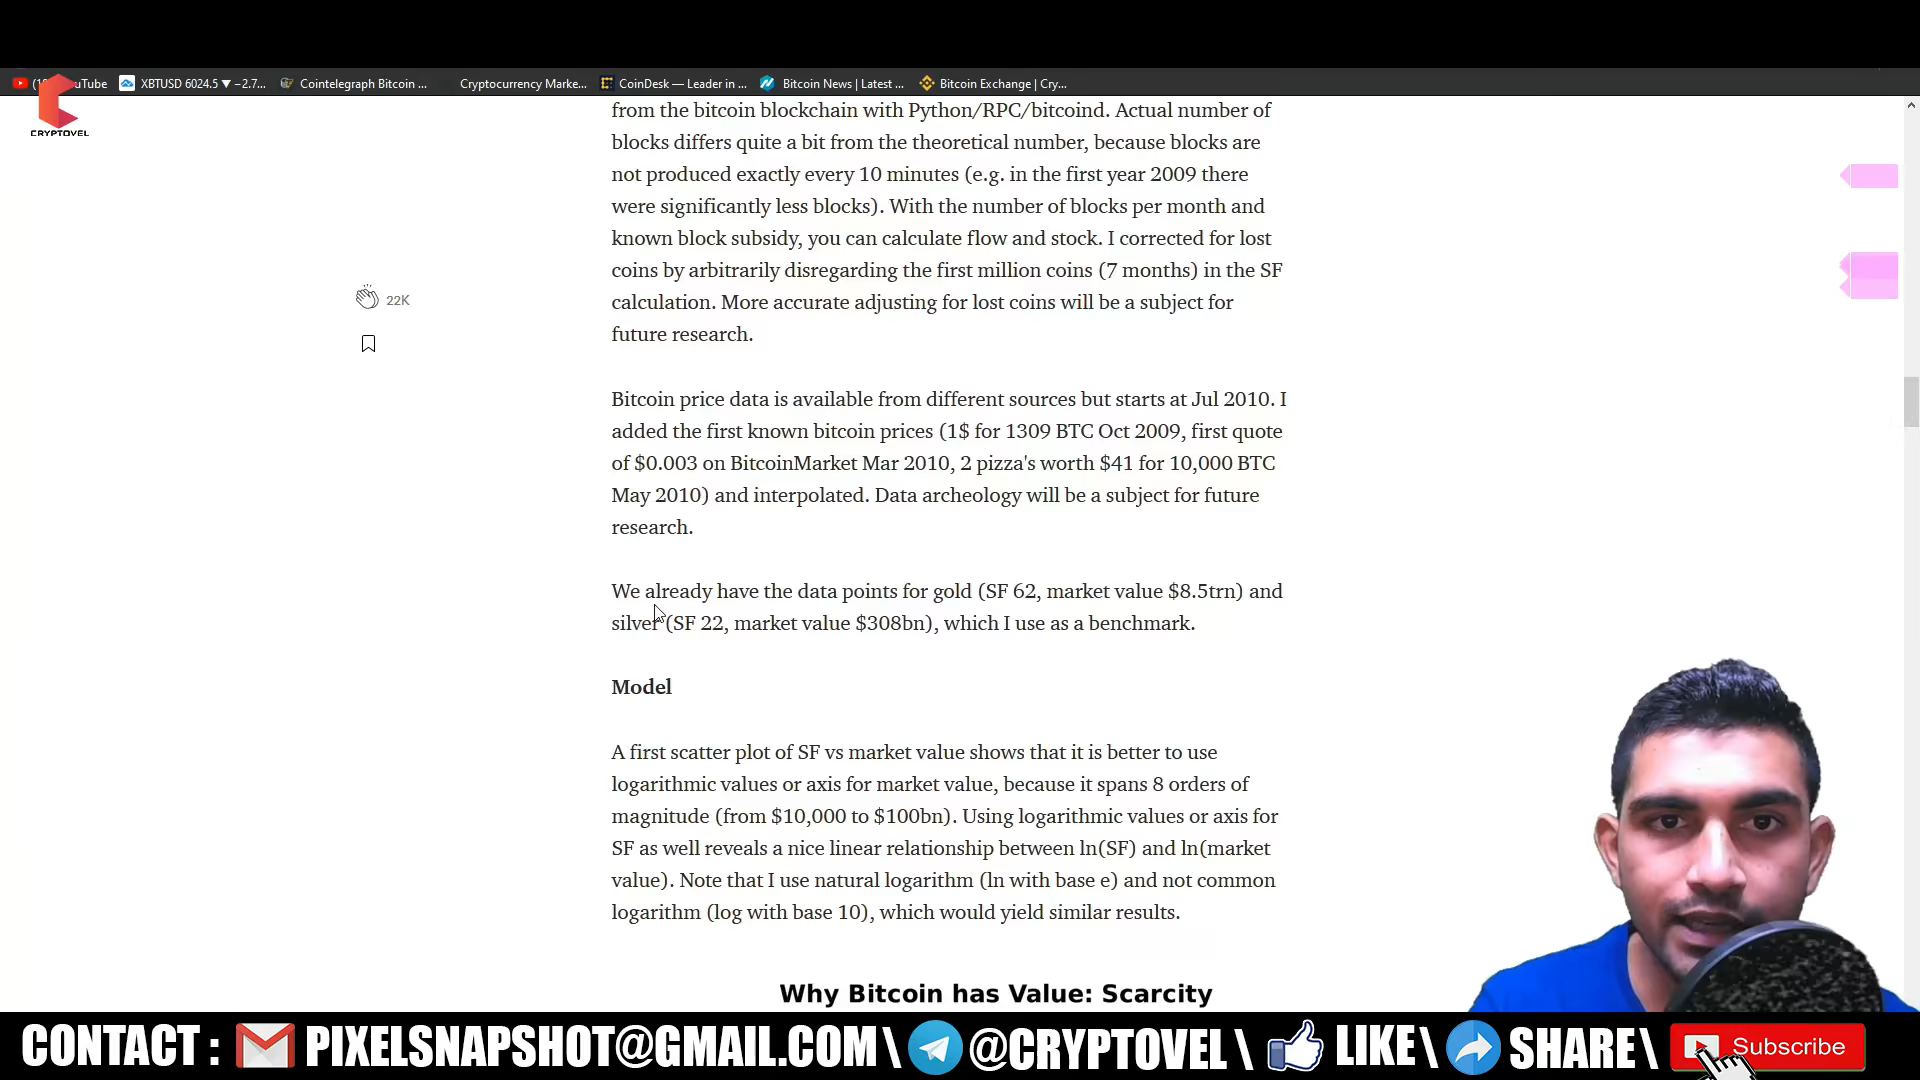 XBTUSD 6024.5 ▼ −2.7... Cointelegraph Bitcoin ... Cryptocurrency Marke... CoinDesk — Leader in ... Bitcoin News | Latest ... Bitcoin Exchange | Cry...
CRYPTOVEL
from the bitcoin blockchain with Python/RPC/bitcoind. Actual number of
blocks differs quite a bit from the theoretical number, because blocks are
not produced exactly every 10 minutes (e.g. in the first year 2009 there
were significantly less blocks). With the number of blocks per month and
known block subsidy, you can calculate flow and stock. I corrected for lost
coins by arbitrarily disregarding the first million coins (7 months) in the SF
calculation. More accurate adjusting for lost coins will be a subject for
future research.
22K
Bitcoin price data is available from different sources but starts at Jul 2010. I
added the first known bitcoin prices (1$ for 1309 BTC Oct 2009, first quote
of $0.003 on BitcoinMarket Mar 2010, 2 pizza's worth $41 for 10,000 BTC
May 2010) and interpolated. Data archeology will be a subject for future
research.
We already have the data points for gold (SF 62, market value $8.5trn) and
silver (SF 22, market value $308bn), which I use as a benchmark.
Model
A first scatter plot of SF vs market value shows that it is better to use
logarithmic values or axis for market value, because it spans 8 orders of
magnitude (from $10,000 to $100bn). Using logarithmic values or axis for
SF as well reveals a nice linear relationship between ln(SF) and ln(market
value). Note that I use natural logarithm (ln with base e) and not common
logarithm (log with base 10), which would yield similar results.
Why Bitcoin has Value: Scarcity
CONTACT : PIXELSNAPSHOT@GMAIL.COM \ @CRYPTOVEL \ LIKE \ SHARE \ Subscribe